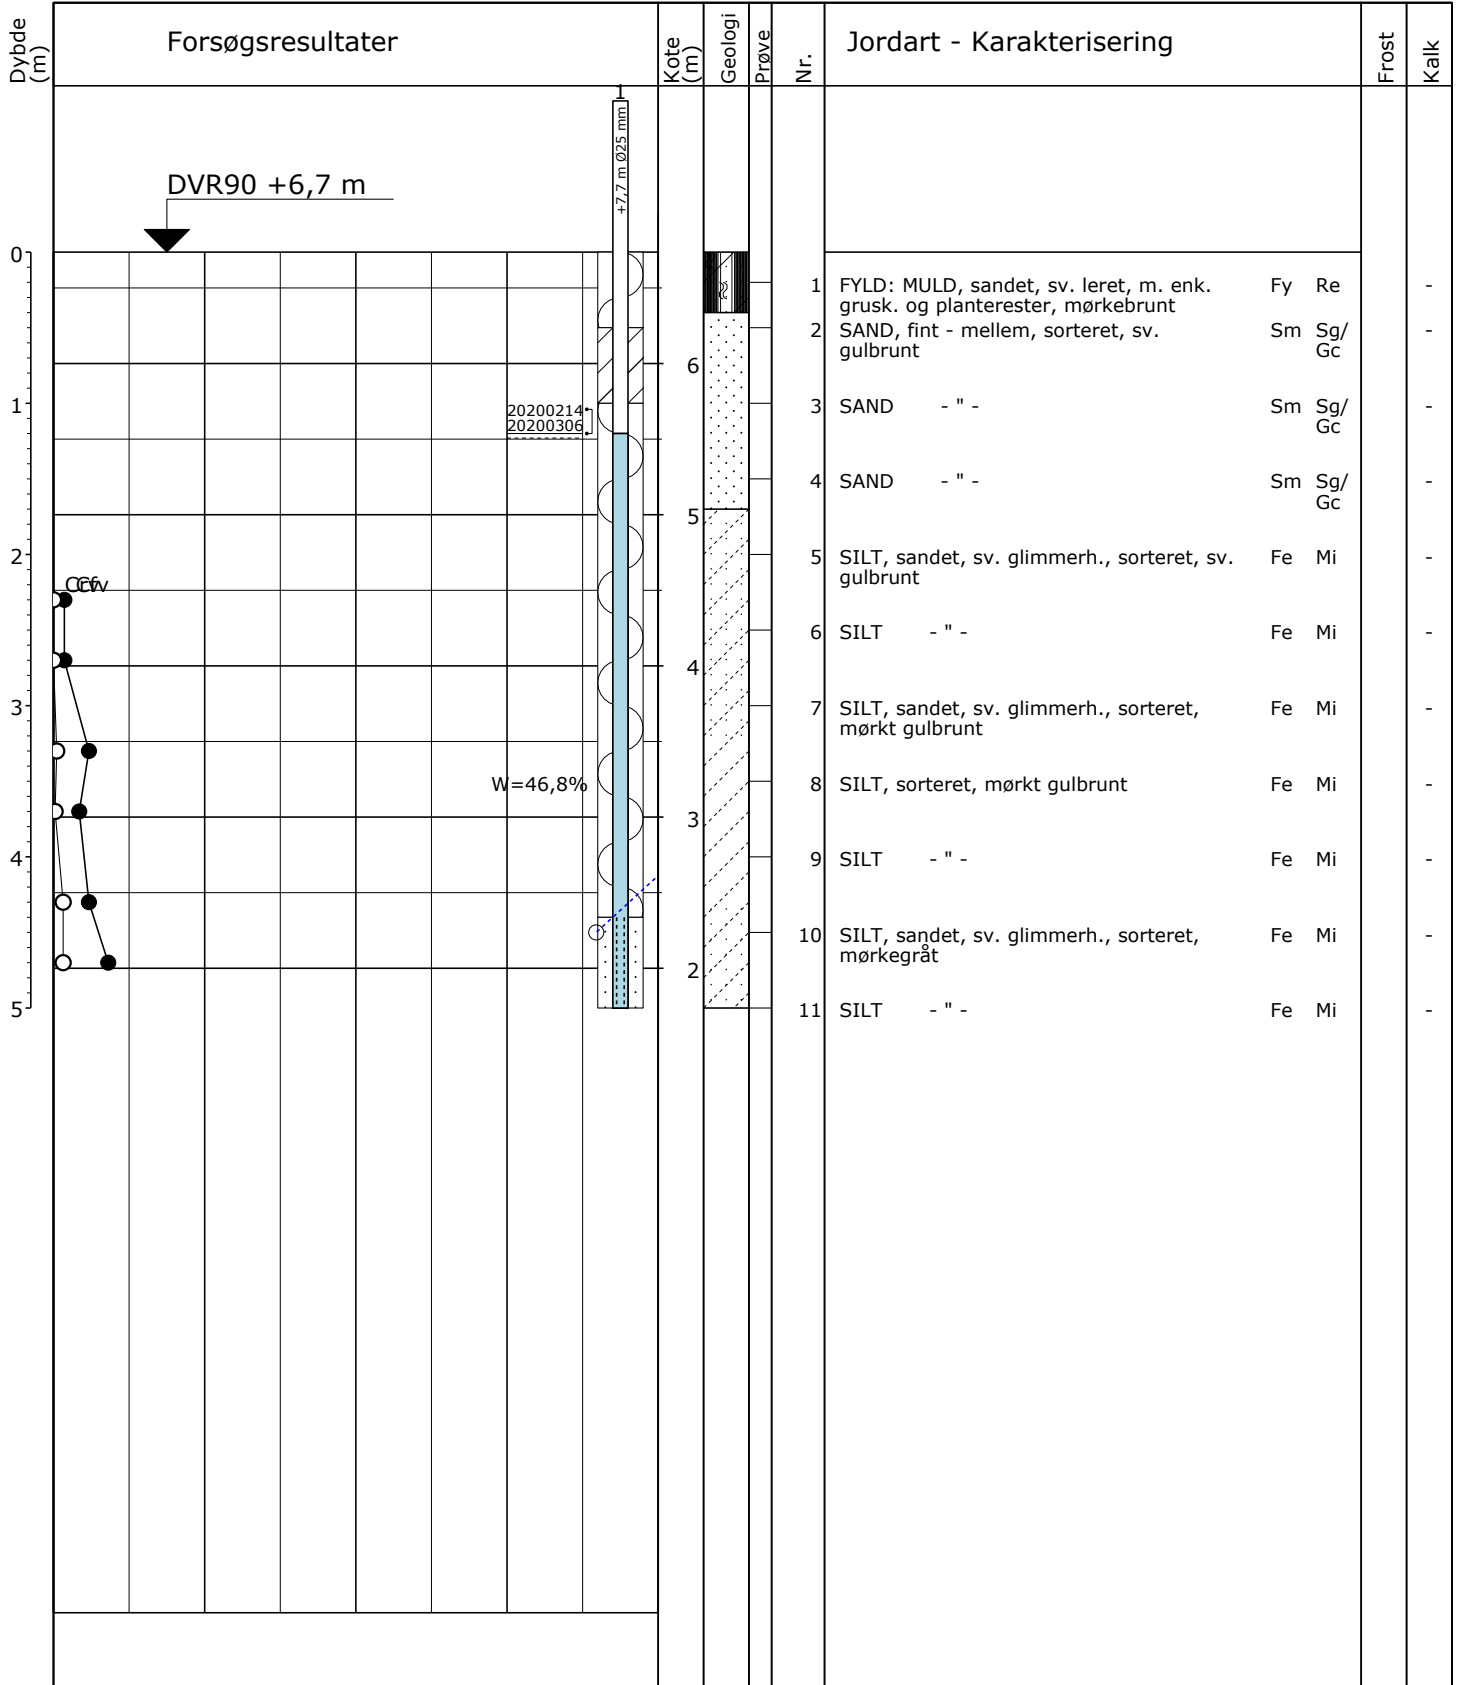 Dybde
(m)
Forsøgsresultater
Kote
(m)
Geologi
Prøve
Nr.
Jordart - Karakterisering
Frost
Kalk
1
+7,7 m Ø25 mm
DVR90 +6,7 m
0
1 FYLD: MULD, sandet, sv. leret, m. enk. Fy Re -
grusk. og planterester, mørkebrunt
2 SAND, fint - mellem, sorteret, sv. Sm Sg/ -
gulbrunt Gc
6
1
20200214
20200306
3 SAND - " - Sm Sg/ -
Gc
4 SAND - " - Sm Sg/ -
Gc
5
2
5 SILT, sandet, sv. glimmerh., sorteret, sv. Fe Mi -
gulbrunt
6 SILT - " - Fe Mi -
4
3
7 SILT, sandet, sv. glimmerh., sorteret, Fe Mi -
mørkt gulbrunt
W=46,8%
8 SILT, sorteret, mørkt gulbrunt Fe Mi -
3
4
9 SILT - " - Fe Mi -
10 SILT, sandet, sv. glimmerh., sorteret, Fe Mi -
mørkegråt
2
5
11 SILT - " - Fe Mi -